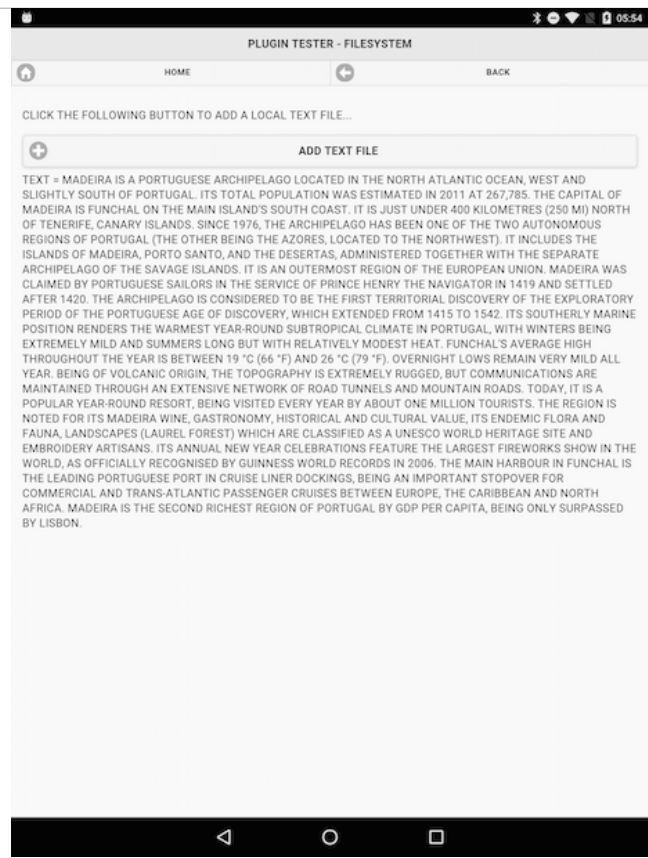 05:54
PLUGIN TESTER - FILESYSTEM
HOME
BACK
CLICK THE FOLLOWING BUTTON TO ADD A LOCAL TEXT FILE...
ADD TEXT FILE
TEXT = MADEIRA IS A PORTUGUESE ARCHIPELAGO LOCATED IN THE NORTH ATLANTIC OCEAN, WEST AND
SLIGHTLY SOUTH OF PORTUGAL. ITS TOTAL POPULATION WAS ESTIMATED IN 2011 AT 267,785. THE CAPITAL OF
MADEIRA IS FUNCHAL ON THE MAIN ISLAND'S SOUTH COAST. IT IS JUST UNDER 400 KILOMETRES (250 MI) NORTH
OF TENERIFE, CANARY ISLANDS. SINCE 1976, THE ARCHIPELAGO HAS BEEN ONE OF THE TWO AUTONOMOUS
REGIONS OF PORTUGAL (THE OTHER BEING THE AZORES, LOCATED TO THE NORTHWEST). IT INCLUDES THE
ISLANDS OF MADEIRA, PORTO SANTO, AND THE DESERTAS, ADMINISTERED TOGETHER WITH THE SEPARATE
ARCHIPELAGO OF THE SAVAGE ISLANDS. IT IS AN OUTERMOST REGION OF THE EUROPEAN UNION. MADEIRA WAS
CLAIMED BY PORTUGUESE SAILORS IN THE SERVICE OF PRINCE HENRY THE NAVIGATOR IN 1419 AND SETTLED
AFTER 1420. THE ARCHIPELAGO IS CONSIDERED TO BE THE FIRST TERRITORIAL DISCOVERY OF THE EXPLORATORY
PERIOD OF THE PORTUGUESE AGE OF DISCOVERY, WHICH EXTENDED FROM 1415 TO 1542. ITS SOUTHERLY MARINE
POSITION RENDERS THE WARMEST YEAR-ROUND SUBTROPICAL CLIMATE IN PORTUGAL, WITH WINTERS BEING
EXTREMELY MILD AND SUMMERS LONG BUT WITH RELATIVELY MODEST HEAT. FUNCHAL'S AVERAGE HIGH
THROUGHOUT THE YEAR IS BETWEEN 19 °C (66 °F) AND 26 °C (79 °F). OVERNIGHT LOWS REMAIN VERY MILD ALL
YEAR. BEING OF VOLCANIC ORIGIN, THE TOPOGRAPHY IS EXTREMELY RUGGED, BUT COMMUNICATIONS ARE
MAINTAINED THROUGH AN EXTENSIVE NETWORK OF ROAD TUNNELS AND MOUNTAIN ROADS. TODAY, IT IS A
POPULAR YEAR-ROUND RESORT, BEING VISITED EVERY YEAR BY ABOUT ONE MILLION TOURISTS. THE REGION IS
NOTED FOR ITS MADEIRA WINE, GASTRONOMY, HISTORICAL AND CULTURAL VALUE, ITS ENDEMIC FLORA AND
FAUNA, LANDSCAPES (LAUREL FOREST) WHICH ARE CLASSIFIED AS A UNESCO WORLD HERITAGE SITE AND
EMBROIDERY ARTISANS. ITS ANNUAL NEW YEAR CELEBRATIONS FEATURE THE LARGEST FIREWORKS SHOW IN THE
WORLD, AS OFFICIALLY RECOGNISED BY GUINNESS WORLD RECORDS IN 2006. THE MAIN HARBOUR IN FUNCHAL IS
THE LEADING PORTUGUESE PORT IN CRUISE LINER DOCKINGS, BEING AN IMPORTANT STOPOVER FOR
COMMERCIAL AND TRANS-ATLANTIC PASSENGER CRUISES BETWEEN EUROPE, THE CARIBBEAN AND NORTH
AFRICA. MADEIRA IS THE SECOND RICHEST REGION OF PORTUGAL BY GDP PER CAPITA, BEING ONLY SURPASSED
BY LISBON.